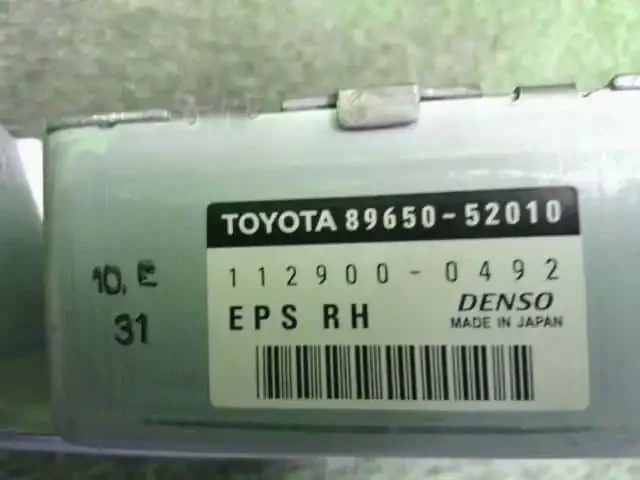 TOYOTA 89650-52010
112900-0492
EPS RH
DENSO
MADE IN JAPAN
10, E
31